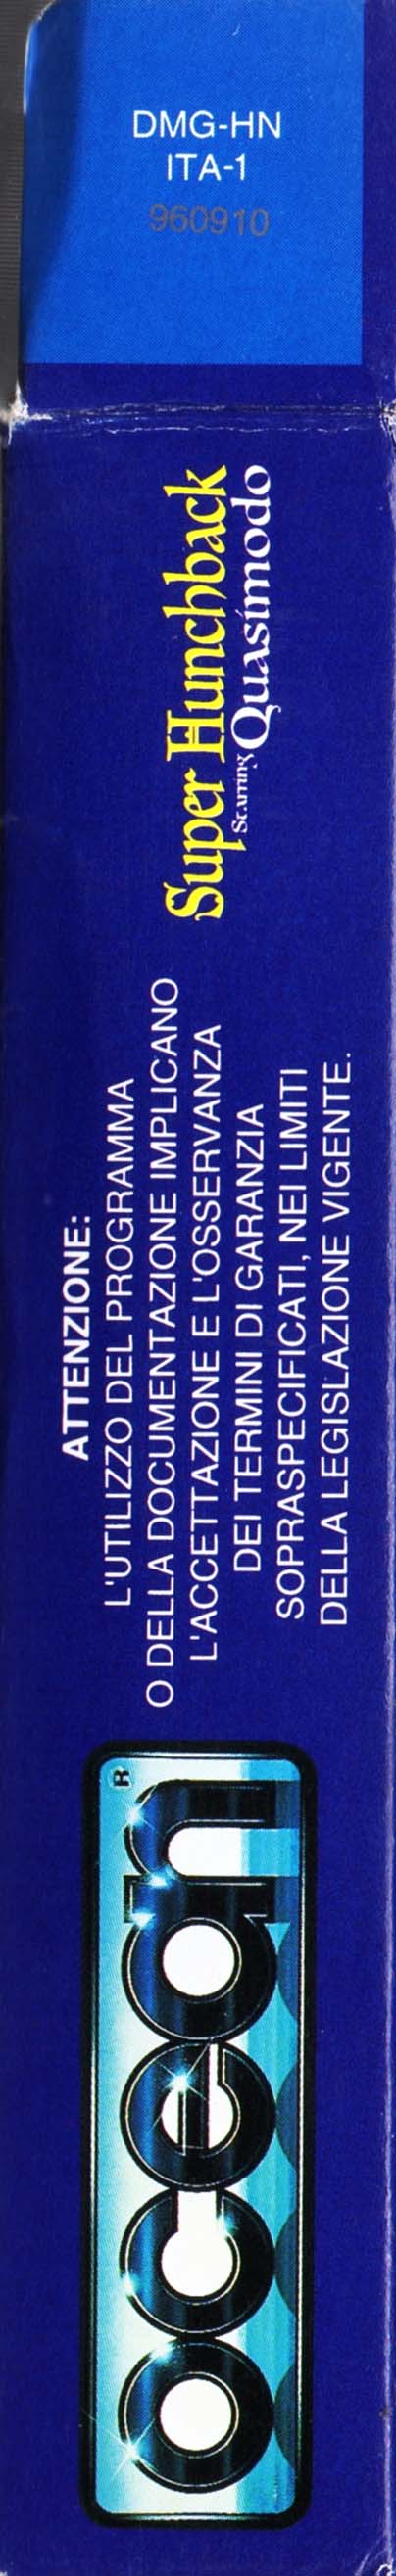 DMG-HN
ITA-1
960910
Super Hunchback
Starring Quasimodo
ATTENZIONE:
L'UTILIZZO DEL PROGRAMMA
O DELLA DOCUMENTAZIONE IMPLICANO
L'ACCETTAZIONE E L'OSSERVANZA
DEI TERMINI DI GARANZIA
SOPRASPECIFICATI, NEI LIMITI
DELLA LEGISLAZIONE VIGENTE.
ocean ®